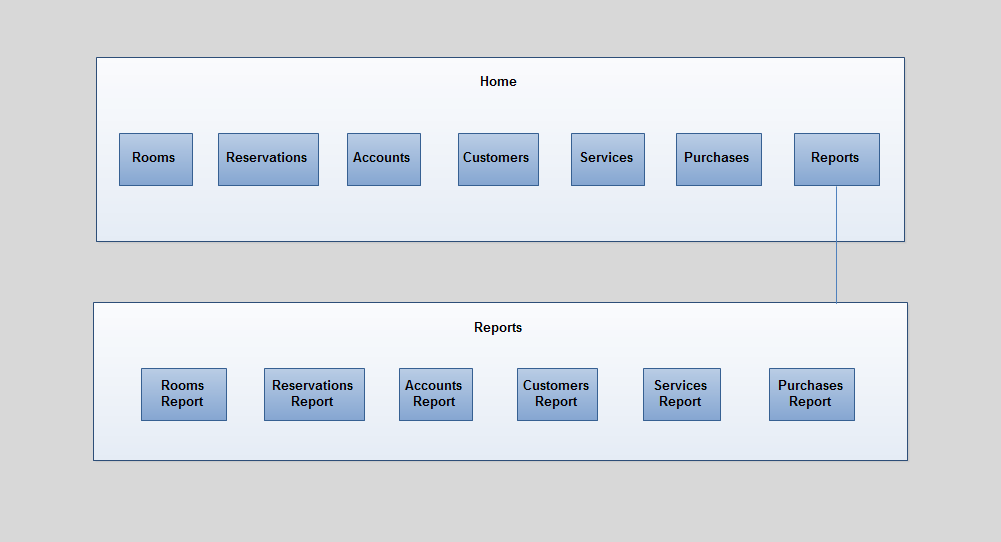 Home
Rooms
Reservations
Accounts
Customers
Services
Purchases
Reports
Reports
Rooms
Report
Reservations
Report
Accounts
Report
Customers
Report
Services
Report
Purchases
Report